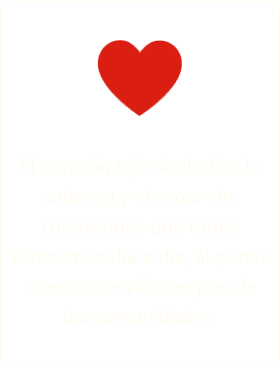 El corazón rojo simboliza la
entrega y el amor sin
condiciones que todos
ofrecemos día a día, al poner
nuestro servicio en pos de
las comunidades.